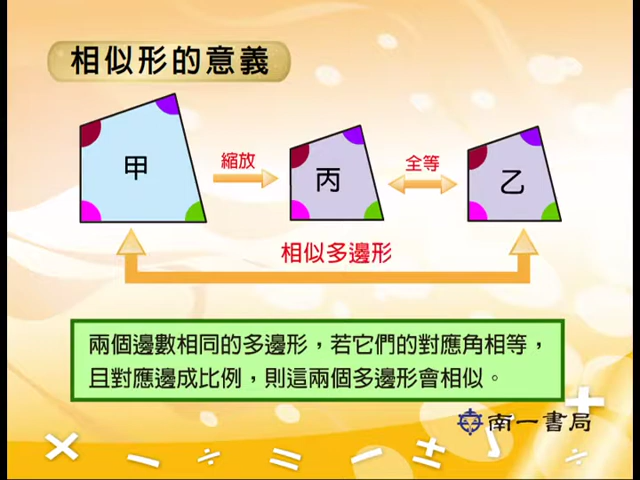 相似形的意義
甲
縮放
丙
全等
乙
相似多邊形
兩個邊數相同的多邊形，若它們的對應角相等，
且對應邊成比例，則這兩個多邊形會相似。
南一書局